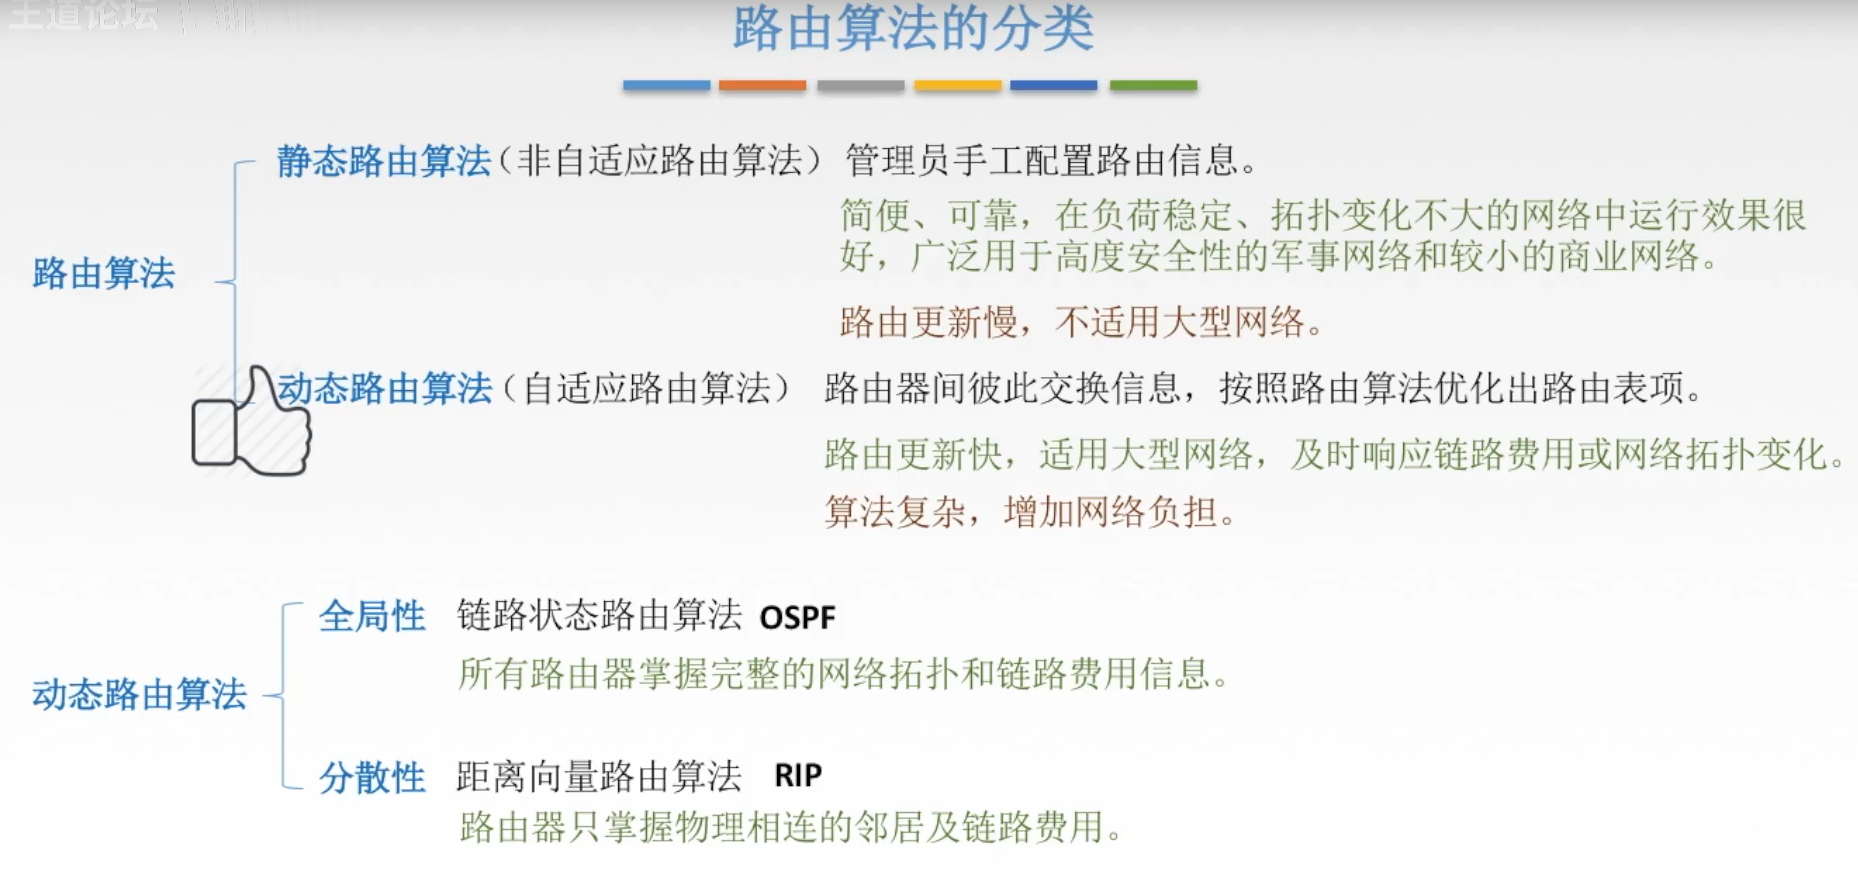 王道论坛
路由算法的分类
静态路由算法（非自适应路由算法） 管理员手工配置路由信息。
简便、可靠，在负荷稳定、拓扑变化不大的网络中运行效果很
好，广泛用于高度安全性的军事网络和较小的商业网络。
路由算法
路由更新慢，不适用大型网络。
动态路由算法（自适应路由算法） 路由器间彼此交换信息，按照路由算法优化出路由表项。
路由更新快，适用大型网络，及时响应链路费用或网络拓扑变化。
算法复杂，增加网络负担。
全局性 链路状态路由算法 OSPF
所有路由器掌握完整的网络拓扑和链路费用信息。
动态路由算法
分散性 距离向量路由算法 RIP
路由器只掌握物理相连的邻居及链路费用。